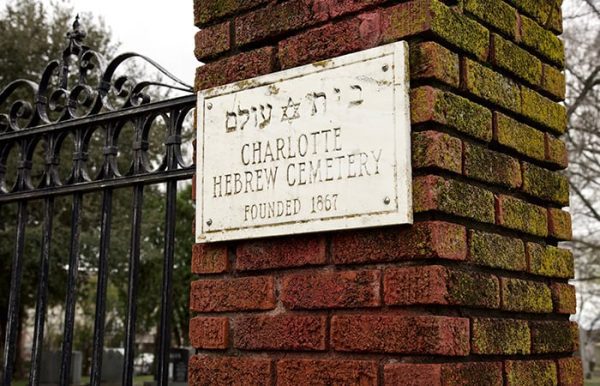 בית ✡ עולם
CHARLOTTE
HEBREW CEMETERY
FOUNDED 1867